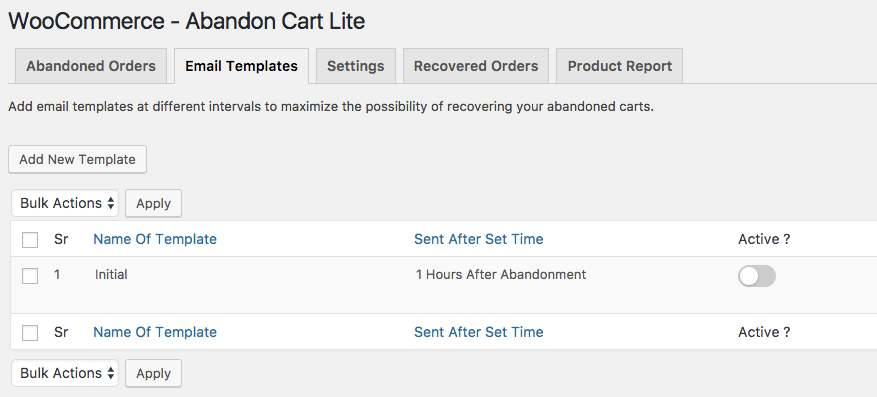 WooCommerce - Abandon Cart Lite
Abandoned Orders Email Templates Settings Recovered Orders Product Report
Add email templates at different intervals to maximize the possibility of recovering your abandoned carts.
Add New Template
Bulk Actions Apply
Sr Name Of Template Sent After Set Time Active ?
1 Initial 1 Hours After Abandonment
Sr Name Of Template Sent After Set Time Active ?
Bulk Actions Apply